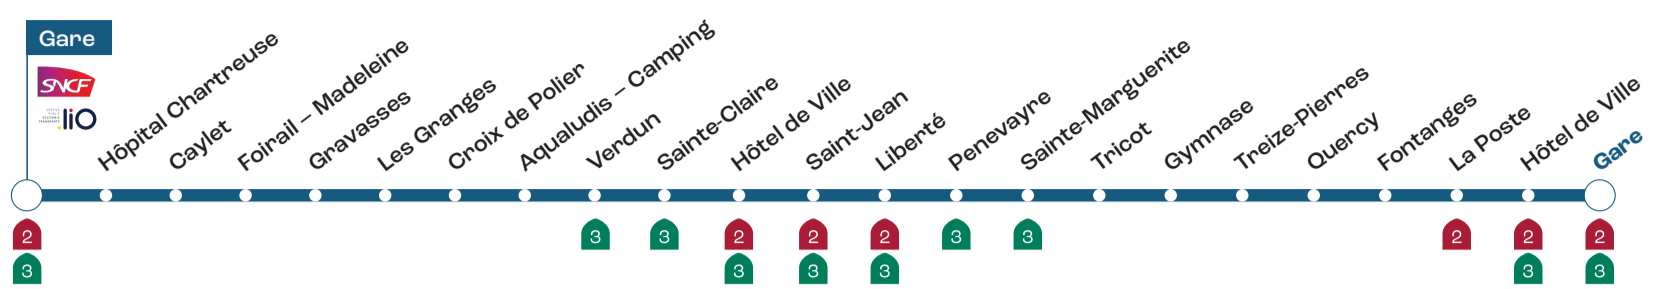 Gare
SNCF
liO
Hôpital Chartreuse
Caylet
Foirail – Madeleine
Gravasses
Les Granges
Croix de Polier
Aqualudis – Camping
Verdun
Sainte-Claire
Hôtel de Ville
Saint-Jean
Liberté
Penevayre
Sainte-Marguerite
Tricot
Gymnase
Treize-Pierres
Quercy
Fontanges
La Poste
Hôtel de Ville
Gare
2 3 3 2 2 2 3 3 2 2 2
3 3 3 3 3 3